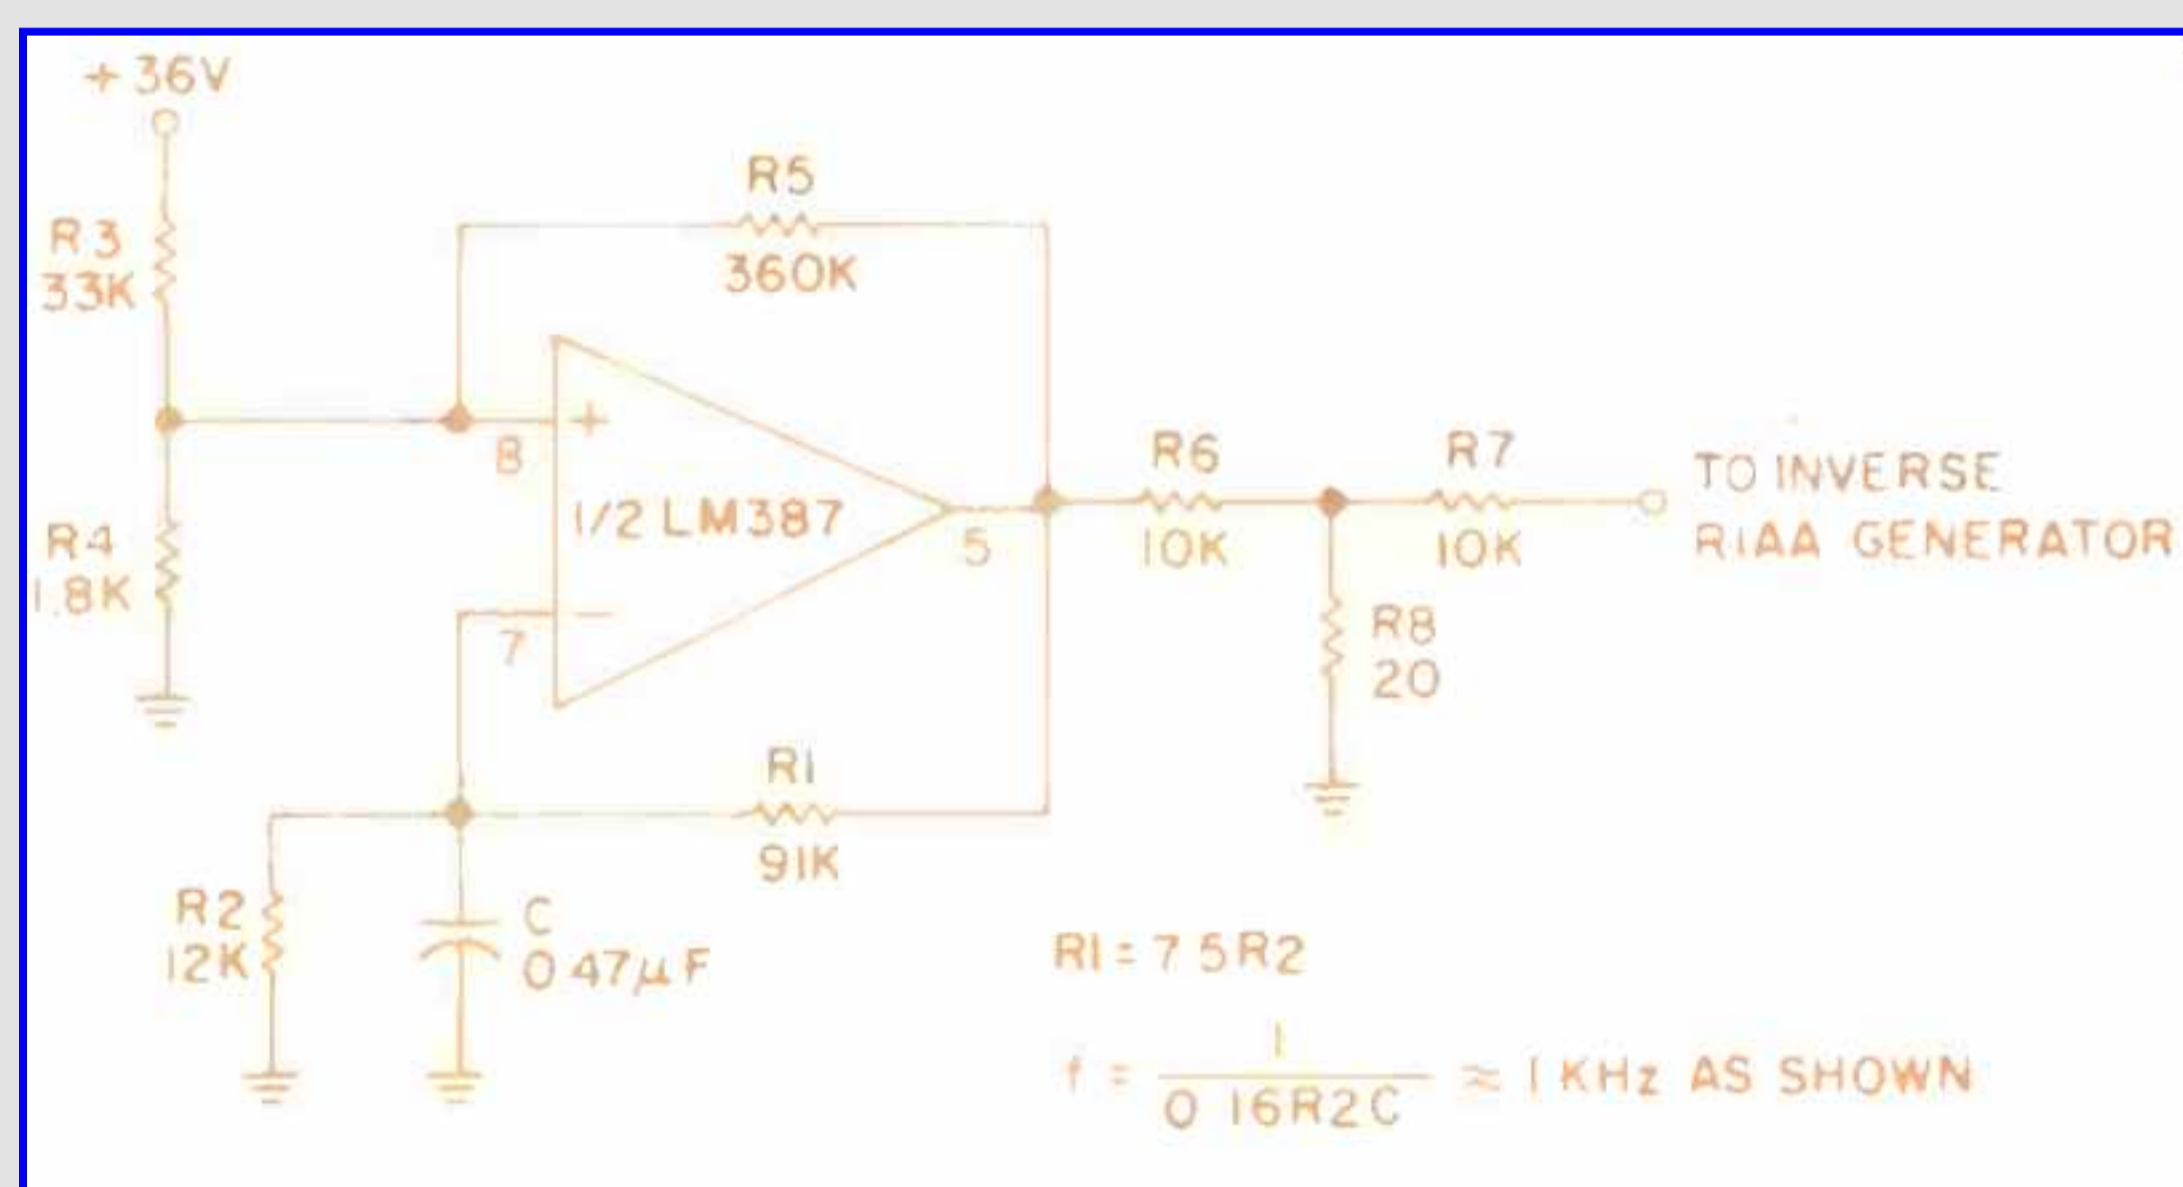 +36V
R3
33K
R5
360K
+
8
1/2 LM387
5
R6
10K
R7
10K
TO INVERSE
RIAA GENERATOR
R4
1.8K
−
7
R8
20
R1
91K
R2
12K
C
0 47µF
R1 = 7 5R2
f = 1
0 16R2C
≈ 1 KHz AS SHOWN